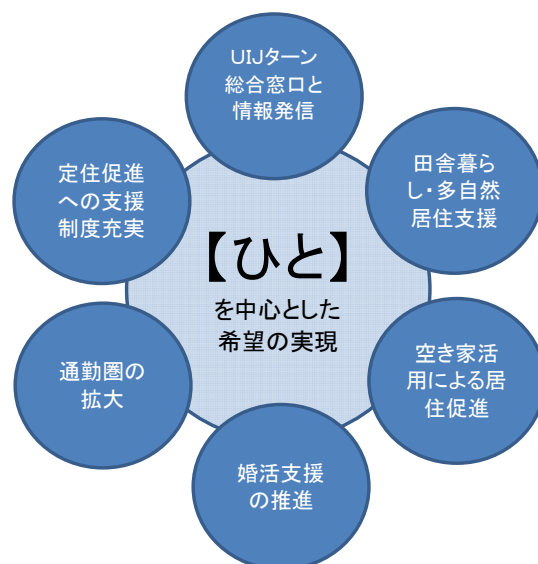 UIJターン
総合窓口と
情報発信
田舎暮ら
し・多自然
居住支援
空き家活
用による居
住促進
婚活支援
の推進
通勤圏の
拡大
定住促進
への支援
制度充実
【ひと】
を中心とした
希望の実現